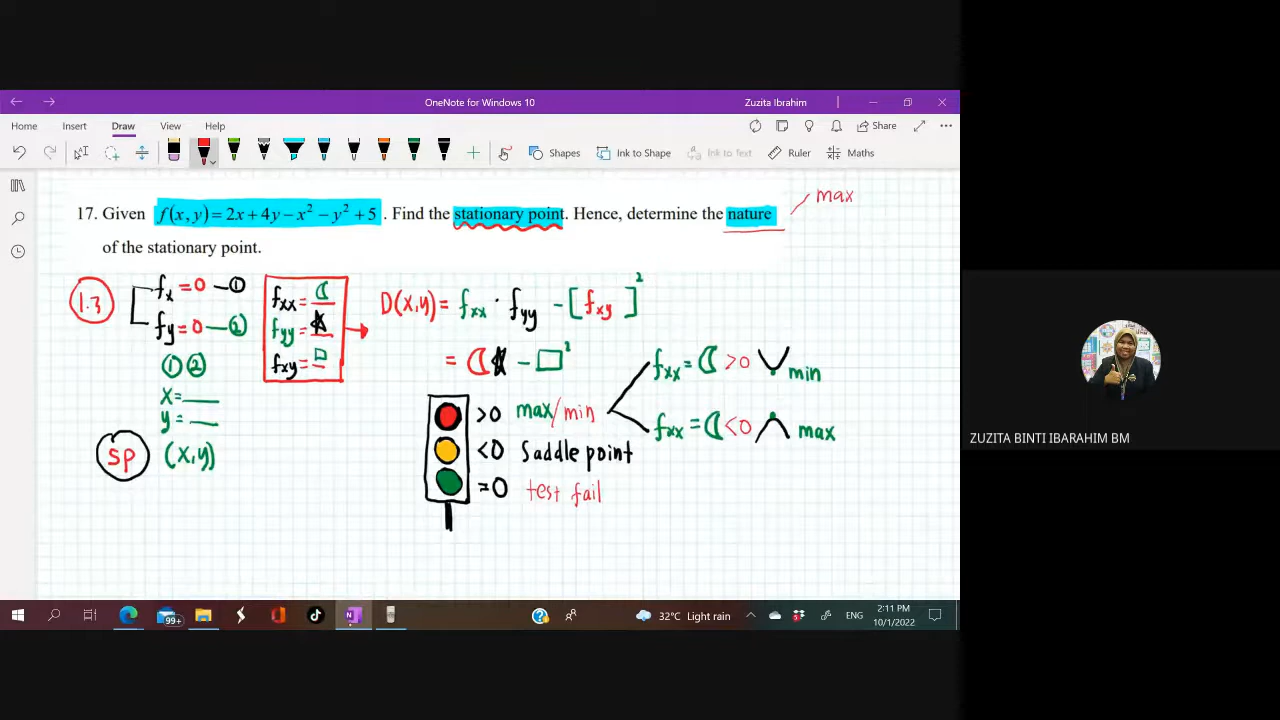 OneNote for Windows 10
Zuzita Ibrahim
Home Insert Draw View Help
Share
Shapes Ink to Shape Ink to Text Ruler Maths
max
17. Given f(x, y) = 2x + 4y − x² − y² + 5 . Find the stationary point. Hence, determine the nature
of the stationary point.
1.3
fx = 0 — ①
fy = 0 — ②
① ②
x = ___
y = ___
SP (x,y)
fxx = ☾
fyy = ★
fxy = □
D(x,y) = fxx · fyy − [fxy]²
= ☾★ − □²
>0 max/min
<0 Saddle point
=0 test fail
fxx = ☾ >0 min
fxx = ☾ <0 max
ZUZITA BINTI IBARAHIM BM
99+
32°C Light rain
ENG
2:11 PM
10/1/2022